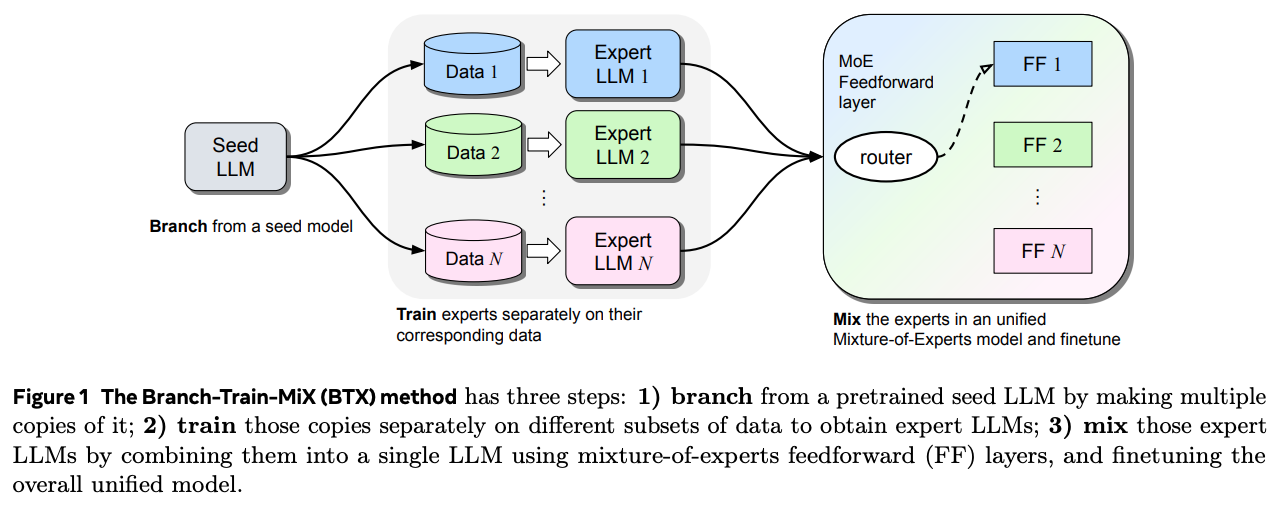 Seed
LLM
Branch from a seed model
Data 1
Expert
LLM 1
Data 2
Expert
LLM 2
⋮
Data N
Expert
LLM N
Train experts separately on their
corresponding data
MoE
Feedforward
layer
router
FF 1
FF 2
⋮
FF N
Mix the experts in an unified
Mixture-of-Experts model and finetune
Figure 1 The Branch-Train-MiX (BTX) method has three steps: 1) branch from a pretrained seed LLM by making multiple
copies of it; 2) train those copies separately on different subsets of data to obtain expert LLMs; 3) mix those expert
LLMs by combining them into a single LLM using mixture-of-experts feedforward (FF) layers, and finetuning the
overall unified model.